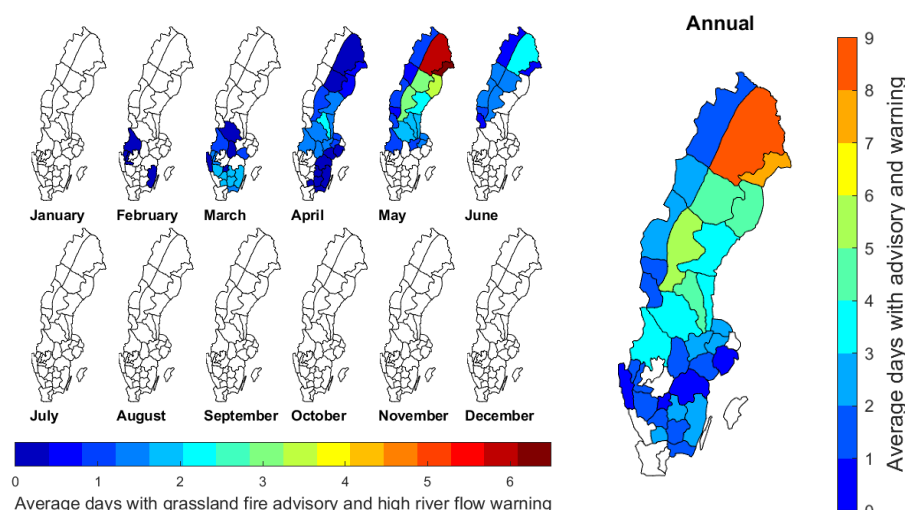 Annual
January February March April May June
July August September October November December
0 1 2 3 4 5 6
Average days with grassland fire advisory and high river flow warning
9
8
7
6
5
4
3
2
1
0
Average days with advisory and warning